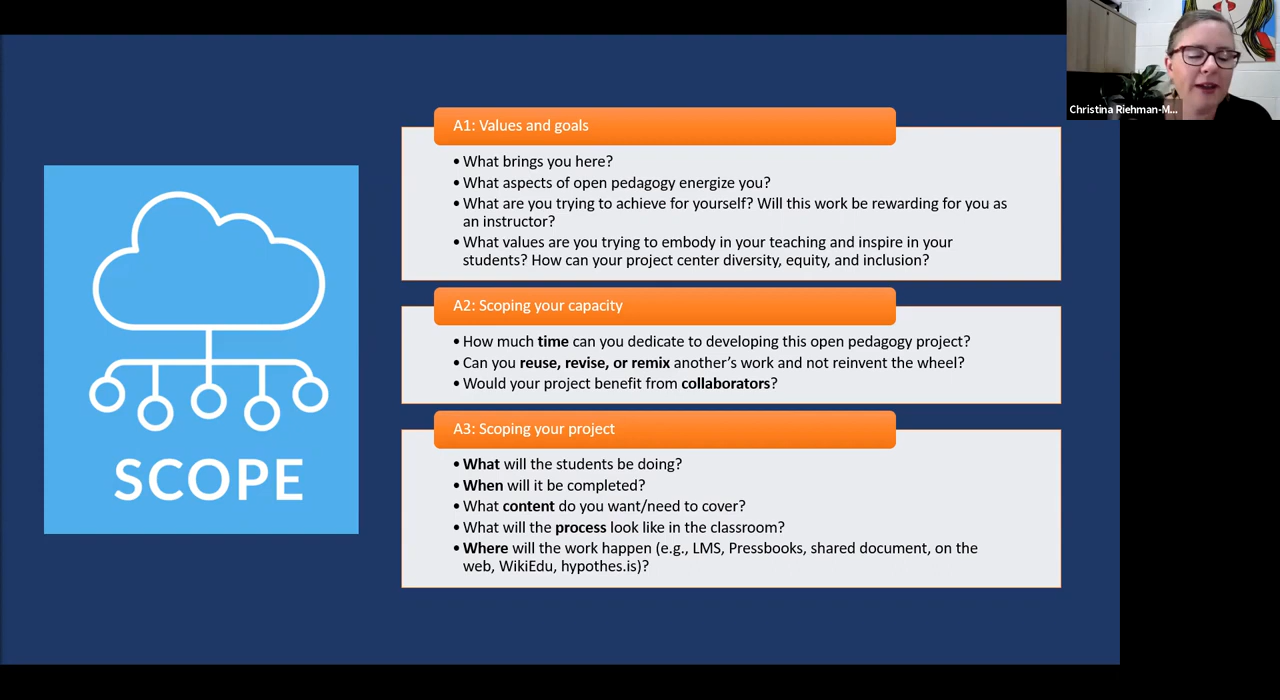 Christina Riehman-M...
A1: Values and goals
• What brings you here?
• What aspects of open pedagogy energize you?
• What are you trying to achieve for yourself? Will this work be rewarding for you as
an instructor?
• What values are you trying to embody in your teaching and inspire in your
students? How can your project center diversity, equity, and inclusion?
A2: Scoping your capacity
• How much time can you dedicate to developing this open pedagogy project?
• Can you reuse, revise, or remix another’s work and not reinvent the wheel?
• Would your project benefit from collaborators?
A3: Scoping your project
• What will the students be doing?
• When will it be completed?
• What content do you want/need to cover?
• What will the process look like in the classroom?
• Where will the work happen (e.g., LMS, Pressbooks, shared document, on the
web, WikiEdu, hypothes.is)?
SCOPE